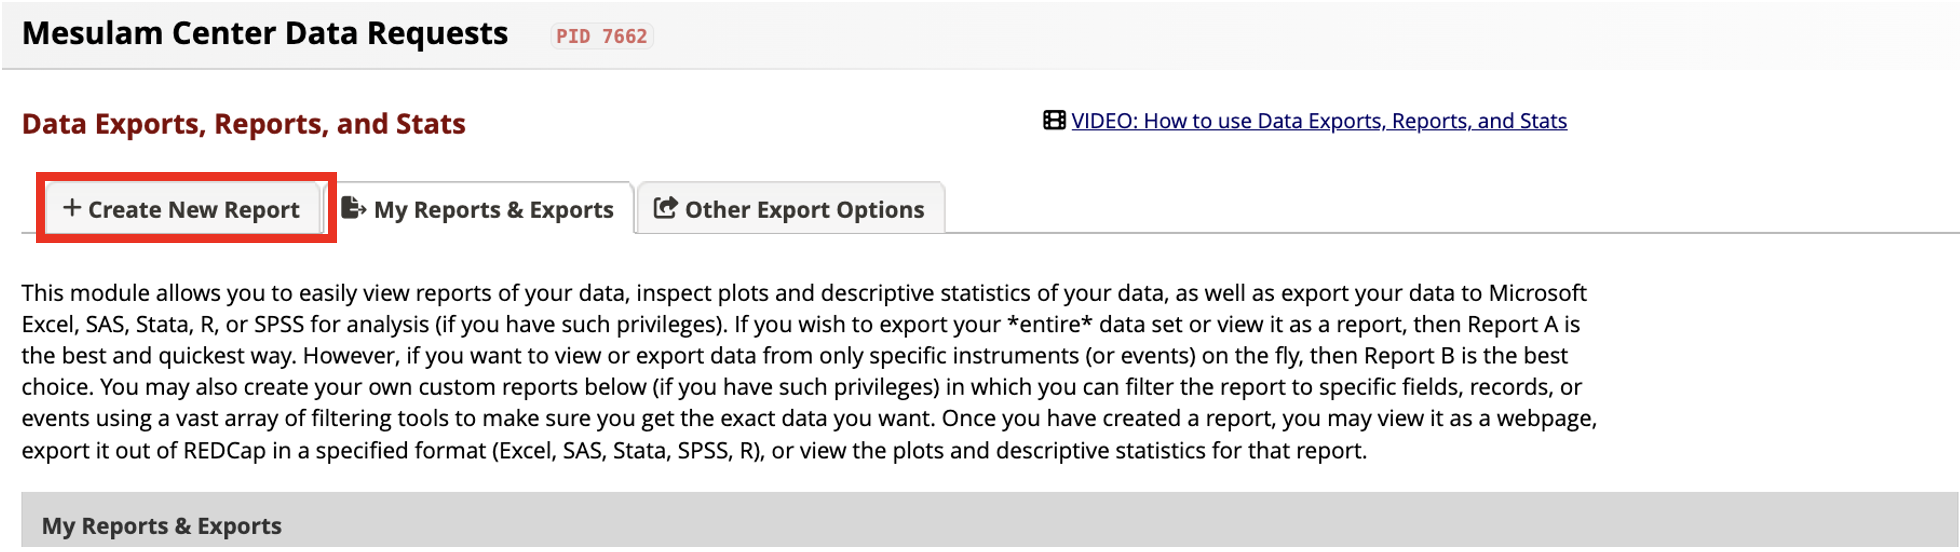 Mesulam Center Data Requests PID 7662
Data Exports, Reports, and Stats
VIDEO: How to use Data Exports, Reports, and Stats
+ Create New Report My Reports & Exports Other Export Options
This module allows you to easily view reports of your data, inspect plots and descriptive statistics of your data, as well as export your data to Microsoft
Excel, SAS, Stata, R, or SPSS for analysis (if you have such privileges). If you wish to export your *entire* data set or view it as a report, then Report A is
the best and quickest way. However, if you want to view or export data from only specific instruments (or events) on the fly, then Report B is the best
choice. You may also create your own custom reports below (if you have such privileges) in which you can filter the report to specific fields, records, or
events using a vast array of filtering tools to make sure you get the exact data you want. Once you have created a report, you may view it as a webpage,
export it out of REDCap in a specified format (Excel, SAS, Stata, SPSS, R), or view the plots and descriptive statistics for that report.
My Reports & Exports